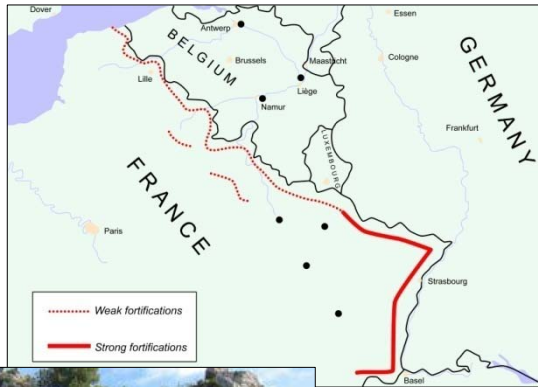 Dover
Essen
Antwerp
BELGIUM
GERMANY
Brussels
Maastacht
Cologne
Lille
Liège
Namur
Frankfurt
LUXEMBOURG
FRANCE
Paris
Strasbourg
Weak fortifications
Strong fortifications
Basel